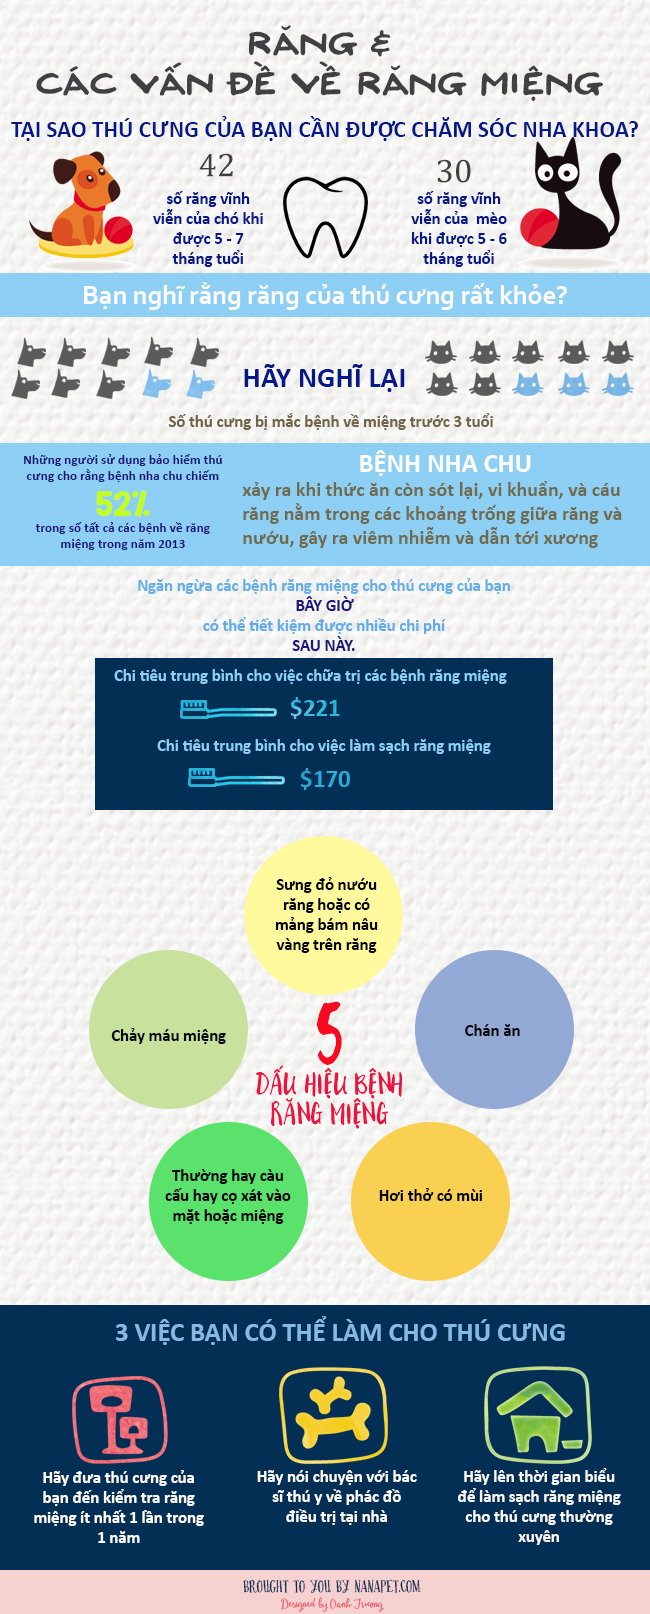 RĂNG &
CÁC VẤN ĐỀ VỀ RĂNG MIỆNG
TẠI SAO THÚ CƯNG CỦA BẠN CẦN ĐƯỢC CHĂM SÓC NHA KHOA?
42
số răng vĩnh
viễn của chó khi
được 5 - 7
tháng tuổi
30
số răng vĩnh
viễn của mèo
khi được 5 - 6
tháng tuổi
Bạn nghĩ rằng răng của thú cưng rất khỏe?
HÃY NGHĨ LẠI
Số thú cưng bị mắc bệnh về miệng trước 3 tuổi
Những người sử dụng bảo hiểm thú
cưng cho rằng bệnh nha chu chiếm
52%
trong số tất cả các bệnh về răng
miệng trong năm 2013
BỆNH NHA CHU
xảy ra khi thức ăn còn sót lại, vi khuẩn, và cáu
răng nằm trong các khoảng trống giữa răng và
nướu, gây ra viêm nhiễm và dẫn tới xương
Ngăn ngừa các bệnh răng miệng cho thú cưng của bạn
BÂY GIỜ
có thể tiết kiệm được nhiều chi phí
SAU NÀY.
Chi tiêu trung bình cho việc chữa trị các bệnh răng miệng
$221
Chi tiêu trung bình cho việc làm sạch răng miệng
$170
Sưng đỏ nướu
răng hoặc có
mảng bám nâu
vàng trên răng
Chảy máu miệng
Chán ăn
5
DẤU HIỆU BỆNH
RĂNG MIỆNG
Thường hay càu
cấu hay cọ xát vào
mặt hoặc miệng
Hơi thở có mùi
3 VIỆC BẠN CÓ THỂ LÀM CHO THÚ CƯNG
Hãy đưa thú cưng của
bạn đến kiểm tra răng
miệng ít nhất 1 lần trong
1 năm
Hãy nói chuyện với bác
sĩ thú y về phác đồ
điều trị tại nhà
Hãy lên thời gian biểu
để làm sạch răng miệng
cho thú cưng thường
xuyên
BROUGHT TO YOU BY NANAPET.COM
Designed by Oanh Truong